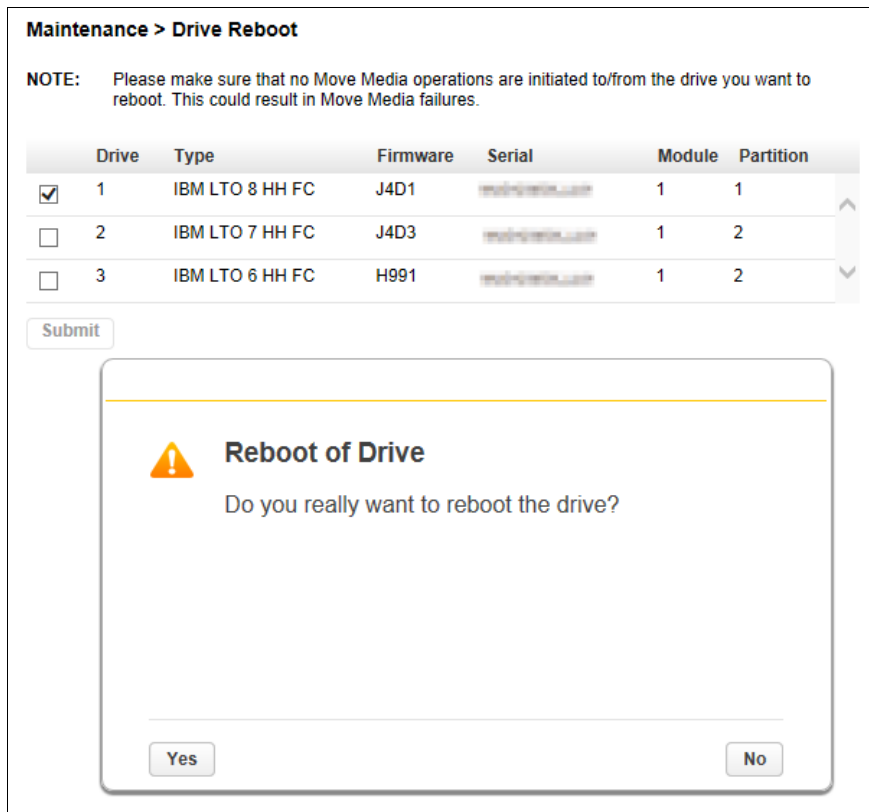 Maintenance > Drive Reboot
NOTE: Please make sure that no Move Media operations are initiated to/from the drive you want to
reboot. This could result in Move Media failures.
Drive Type Firmware Serial Module Partition
1 IBM LTO 8 HH FC J4D1 1 1
2 IBM LTO 7 HH FC J4D3 1 2
3 IBM LTO 6 HH FC H991 1 2
Submit
Reboot of Drive
Do you really want to reboot the drive?
Yes No